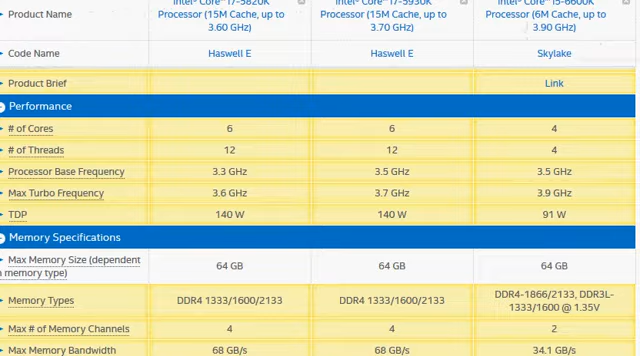 Intel® Core™ i7-5820K Intel® Core™ i7-5930K Intel® Core™ i5-6600K
Product Name Processor (15M Cache, up to Processor (15M Cache, up to Processor (6M Cache, up to
3.60 GHz) 3.70 GHz) 3.90 GHz)
Code Name Haswell E Haswell E Skylake
Product Brief Link
Performance
# of Cores 6 6 4
# of Threads 12 12 4
Processor Base Frequency 3.3 GHz 3.5 GHz 3.5 GHz
Max Turbo Frequency 3.6 GHz 3.7 GHz 3.9 GHz
TDP 140 W 140 W 91 W
Memory Specifications
Max Memory Size (dependent
n memory type) 64 GB 64 GB 64 GB
Memory Types DDR4 1333/1600/2133 DDR4 1333/1600/2133 DDR4-1866/2133, DDR3L-
1333/1600 @ 1.35V
Max # of Memory Channels 4 4 2
Max Memory Bandwidth 68 GB/s 68 GB/s 34.1 GB/s